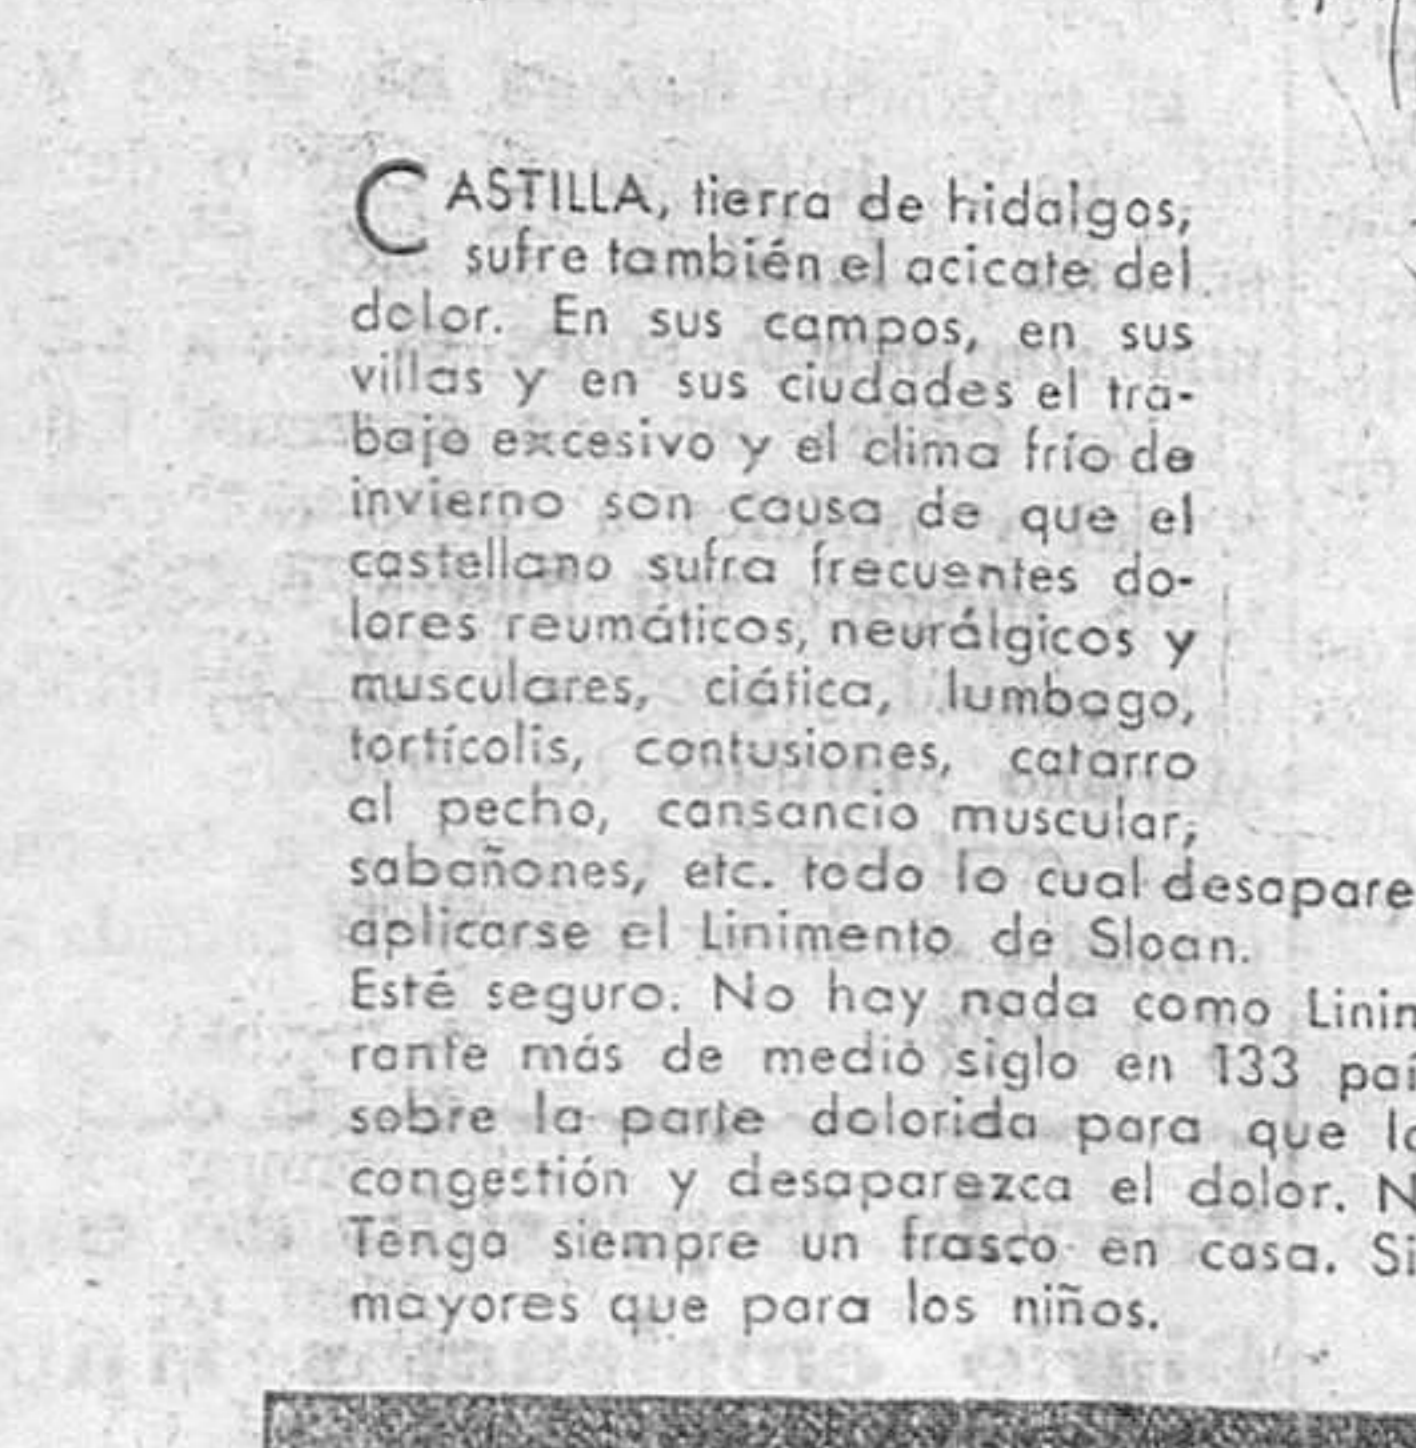 CASTILLA, tierra de hidalgos,
sufre también el acicate del
dolor. En sus campos, en sus
villas y en sus ciudades el tra-
bajo excesivo y el clima frío de
invierno son causa de que el
castellano sufra frecuentes do-
lores reumáticos, neurálgicos y
musculares, ciática, lumbago,
tortícolis, contusiones, catarro
al pecho, cansancio muscular,
sabañones, etc. todo lo cual desapare
aplicarse el Linimento de Sloan.
Esté seguro. No hay nada como Linim
rante más de medio siglo en 133 paí
sobre la parte dolorida para que la
congestión y desaparezca el dolor. N
Tenga siempre un frasco en casa. Si
mayores que para los niños.